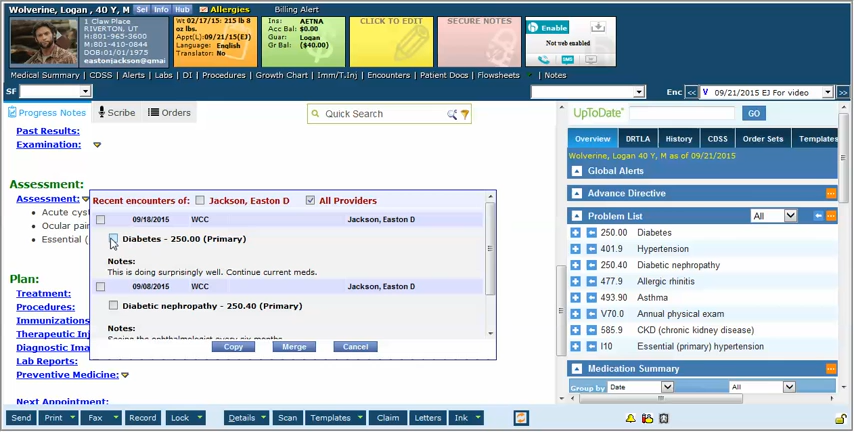 Wolverine, Logan , 40 Y, M Sel Info Hub Allergies Billing Alert
1 Claw Place
RIVERTON, UT
H:801-965-3600
M:801-410-0844
DOB:01/01/1975
eastonjackson@gmai
Wt 02/17/15: 215 lb 8
oz lbs.
Appt(L):09/21/15(EJ)
Language: English
Translator: No
Ins: AETNA
Acc Bal: $0.00
Guar: Logan
Gr Bal: ($40.00)
CLICK TO EDIT
SECURE NOTES
Enable
Not web enabled
SMS
Medical Summary | CDSS | Alerts | Labs | DI | Procedures | Growth Chart | Imm/T.Inj | Encounters | Patient Docs | Flowsheets | Notes
SF Enc << V 09/21/2015 EJ For video >>
Progress Notes Scribe Orders Quick Search
Past Results:
Examination:
Assessment:
Assessment:
Acute cys
Ocular pain
Essential (
Plan:
Treatment:
Procedures:
Immunizations
Therapeutic Inj
Diagnostic Ima
Lab Reports:
Preventive Medicine:
Next Appointment:
Recent encounters of: Jackson, Easton D All Providers
09/18/2015 WCC Jackson, Easton D
Diabetes - 250.00 (Primary)
Notes:
This is doing surprisingly well. Continue current meds.
09/08/2015 WCC Jackson, Easton D
Diabetic nephropathy - 250.40 (Primary)
Notes:
Seeing the ophthalmologist every six months
Copy Merge Cancel
UpToDate GO
Overview DRTLA History CDSS Order Sets Templates
Wolverine, Logan 40 Y, M as of 09/21/2015
Global Alerts
Advance Directive
Problem List All
250.00 Diabetes
401.9 Hypertension
250.40 Diabetic nephropathy
477.9 Allergic rhinitis
493.90 Asthma
V70.0 Annual physical exam
585.9 CKD (chronic kidney disease)
I10 Essential (primary) hypertension
Medication Summary
Group by Date All
Send Print Fax Record Lock Details Scan Templates Claim Letters Ink